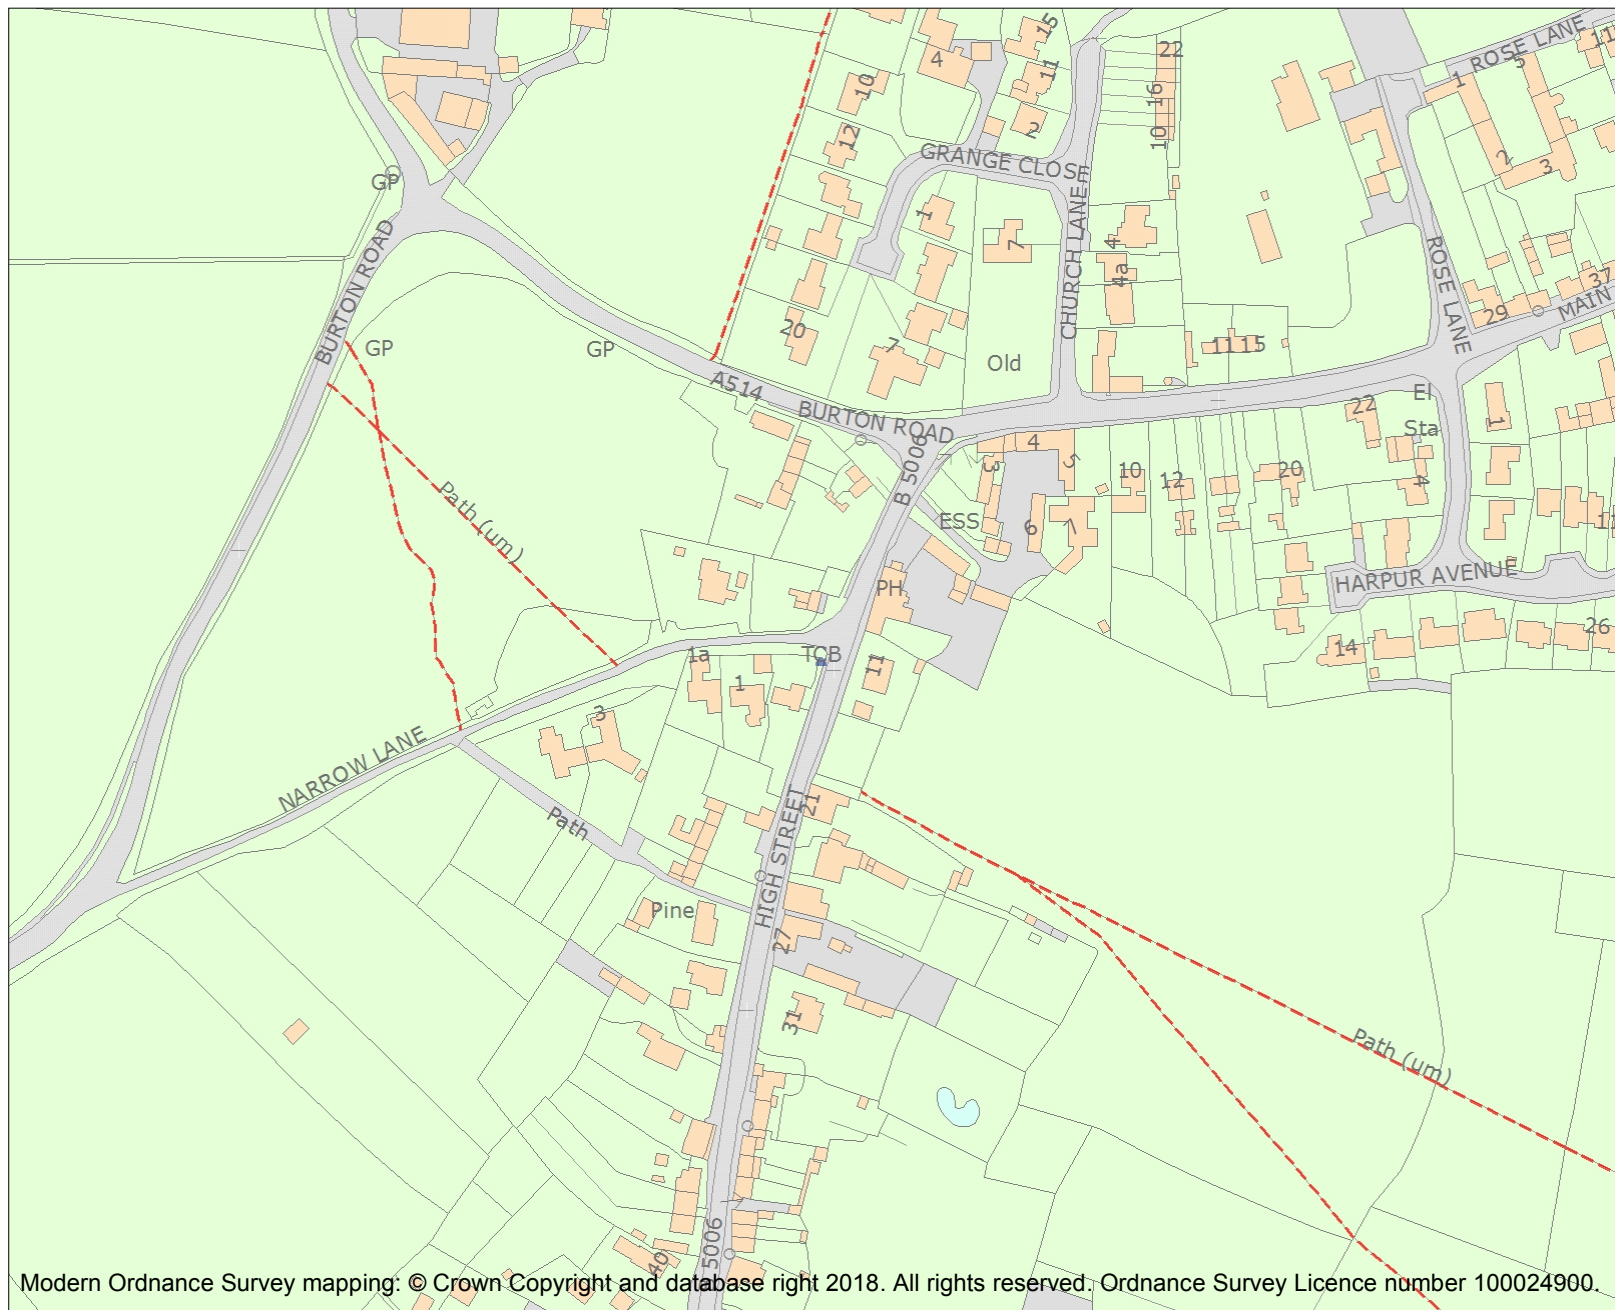 15
22
ROSE LANE
11
4
11
5
1
10
16
2
12
10
GRANGE CLOSE
2
3
GP
1
CHURCH LANE
4
7
BURTON ROAD
4a
ROSE LANE
37
MAIN
29
20
GP
GP
7
Old
11 15
A514
BURTON ROAD
El
22
Sta
1
B 5006
4
3
5
10
12
20
4
Path (um)
ESS
6
7
11
PH
HARPUR AVENUE
26
14
1a
TCB
11
1
3
NARROW LANE
Path
21
HIGH STREET
Pine
27
31
Path (um)
5006
40
Modern Ordnance Survey mapping: © Crown Copyright and database right 2018. All rights reserved. Ordnance Survey Licence number 100024900.